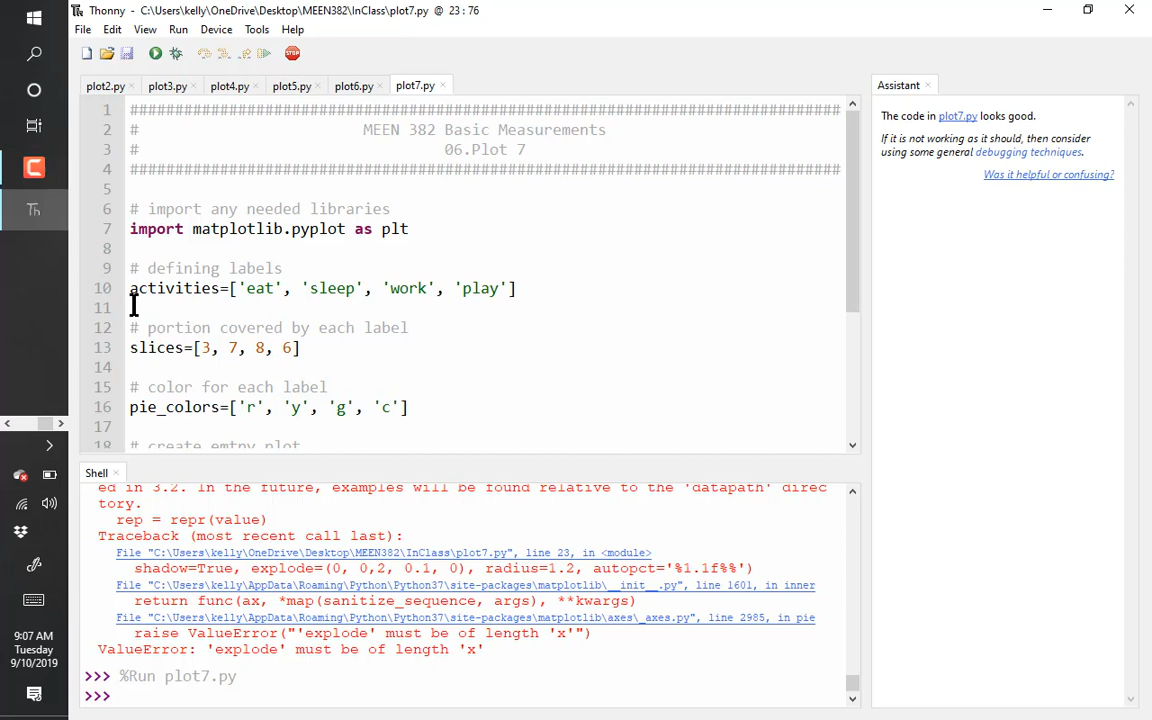 Thonny - C:\Users\kelly\OneDrive\Desktop\MEEN382\InClass\plot7.py @ 23 : 76
File Edit View Run Device Tools Help
STOP
plot2.py × plot3.py × plot4.py × plot5.py × plot6.py × plot7.py ×
1 ###############################################################################
2 # MEEN 382 Basic Measurements
3 # 06.Plot 7
4 ###############################################################################
5
6 # import any needed libraries
7 import matplotlib.pyplot as plt
8
9 # defining labels
10 activities=['eat', 'sleep', 'work', 'play']
11
12 # portion covered by each label
13 slices=[3, 7, 8, 6]
14
15 # color for each label
16 pie_colors=['r', 'y', 'g', 'c']
17
18 # create emtpy plot
Assistant ×
The code in plot7.py looks good.
If it is not working as it should, then consider
using some general debugging techniques.
Was it helpful or confusing?
Shell ×
ed in 3.2. In the future, examples will be found relative to the 'datapath' direc
tory.
rep = repr(value)
Traceback (most recent call last):
File "C:\Users\kelly\OneDrive\Desktop\MEEN382\InClass\plot7.py", line 23, in <module>
shadow=True, explode=(0, 0,2, 0.1, 0), radius=1.2, autopct='%1.1f%%')
File "C:\Users\kelly\AppData\Roaming\Python\Python37\site-packages\matplotlib\__init__.py", line 1601, in inner
return func(ax, *map(sanitize_sequence, args), **kwargs)
File "C:\Users\kelly\AppData\Roaming\Python\Python37\site-packages\matplotlib\axes\_axes.py", line 2985, in pie
raise ValueError("'explode' must be of length 'x'")
ValueError: 'explode' must be of length 'x'
>>> %Run plot7.py
>>>
Th
9:07 AM
Tuesday
9/10/2019